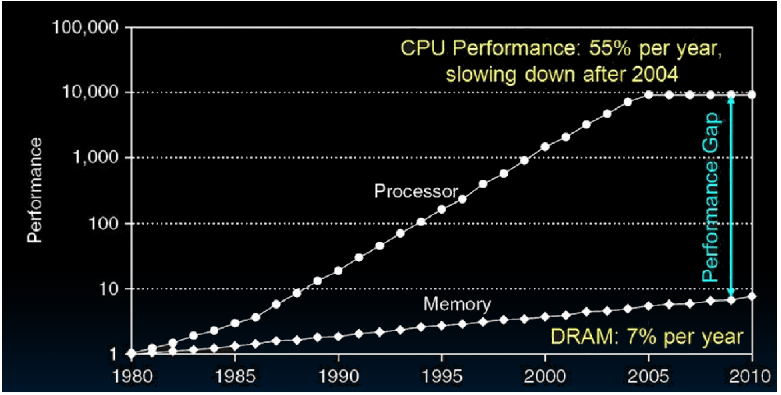 100,000
10,000
1,000
100
10
1
Performance
CPU Performance: 55% per year,
slowing down after 2004
Processor
Performance Gap
Memory
DRAM: 7% per year
1980
1985
1990
1995
2000
2005
2010